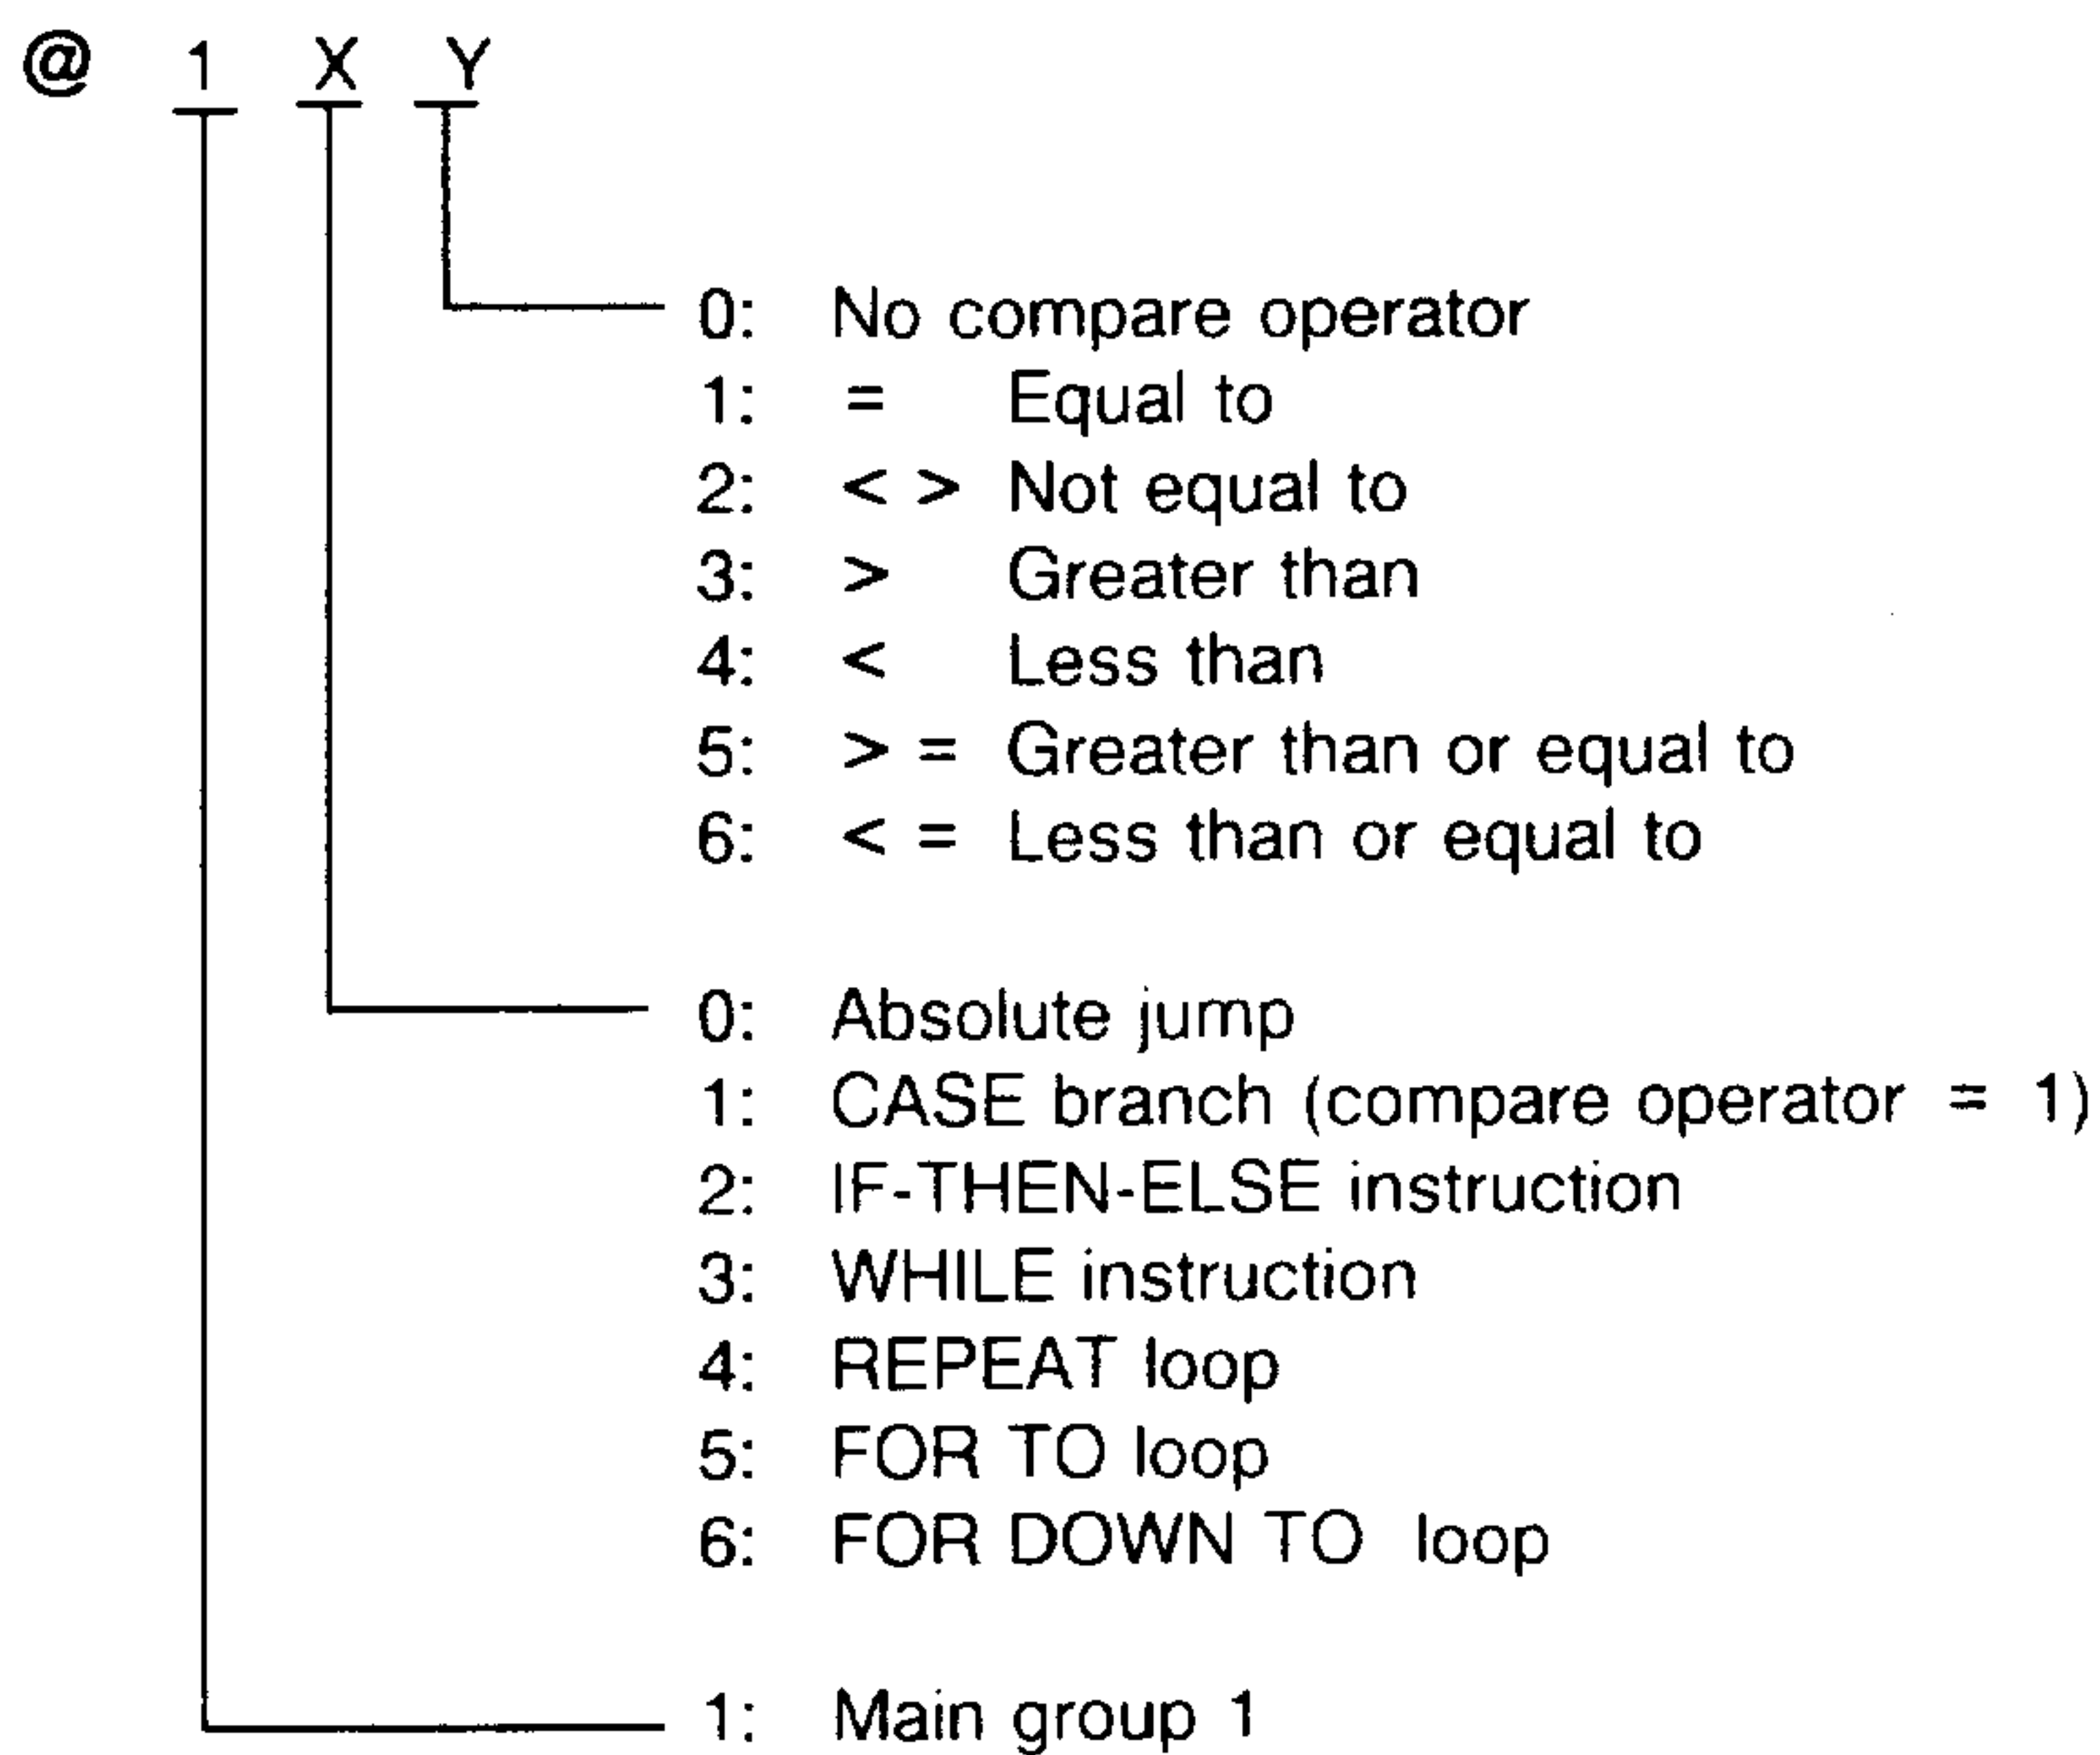 @ 1 X Y
0: No compare operator
1: = Equal to
2: < > Not equal to
3: > Greater than
4: < Less than
5: > = Greater than or equal to
6: < = Less than or equal to
0: Absolute jump
1: CASE branch (compare operator = 1)
2: IF-THEN-ELSE instruction
3: WHILE instruction
4: REPEAT loop
5: FOR TO loop
6: FOR DOWN TO loop
1: Main group 1